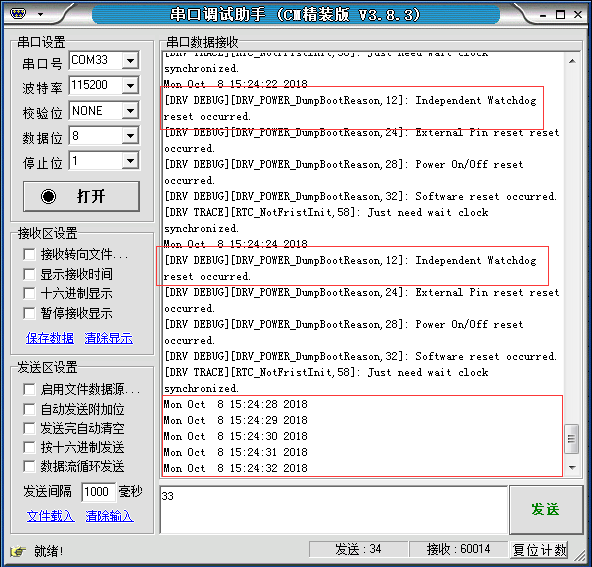 串口调试助手 (CM精装版 V3.8.3)
串口设置
串口号 COM33
波特率 115200
校验位 NONE
数据位 8
停止位 1
打开
接收区设置
接收转向文件...
显示接收时间
十六进制显示
暂停接收显示
保存数据 清除显示
发送区设置
启用文件数据源...
自动发送附加位
发送完自动清空
按十六进制发送
数据流循环发送
发送间隔 1000 毫秒
文件载入 清除输入
串口数据接收
[DRV TRACE][RTC_NotFristInit,58]: Just need wait clock
synchronized.
Mon Oct  8 15:24:22 2018
[DRV DEBUG][DRV_POWER_DumpBootReason,12]: Independent Watchdog
reset occurred.
[DRV DEBUG][DRV_POWER_DumpBootReason,24]: External Pin reset reset
occurred.
[DRV DEBUG][DRV_POWER_DumpBootReason,28]: Power On/Off reset
occurred.
[DRV DEBUG][DRV_POWER_DumpBootReason,32]: Software reset occurred.
[DRV TRACE][RTC_NotFristInit,58]: Just need wait clock
synchronized.
Mon Oct  8 15:24:24 2018
[DRV DEBUG][DRV_POWER_DumpBootReason,12]: Independent Watchdog
reset occurred.
[DRV DEBUG][DRV_POWER_DumpBootReason,24]: External Pin reset reset
occurred.
[DRV DEBUG][DRV_POWER_DumpBootReason,28]: Power On/Off reset
occurred.
[DRV DEBUG][DRV_POWER_DumpBootReason,32]: Software reset occurred.
[DRV TRACE][RTC_NotFristInit,58]: Just need wait clock
synchronized.
Mon Oct  8 15:24:28 2018
Mon Oct  8 15:24:29 2018
Mon Oct  8 15:24:30 2018
Mon Oct  8 15:24:31 2018
Mon Oct  8 15:24:32 2018
33
发送
就绪!
发送 : 34
接收 : 60014
复位计数